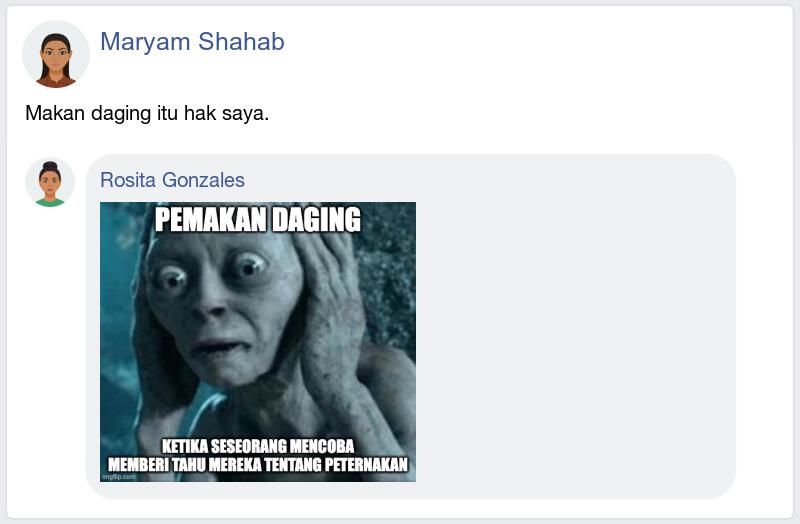 Maryam Shahab
Makan daging itu hak saya.
Rosita Gonzales
PEMAKAN DAGING
KETIKA SESEORANG MENCOBA
MEMBERI TAHU MEREKA TENTANG PETERNAKAN
imgflip.com